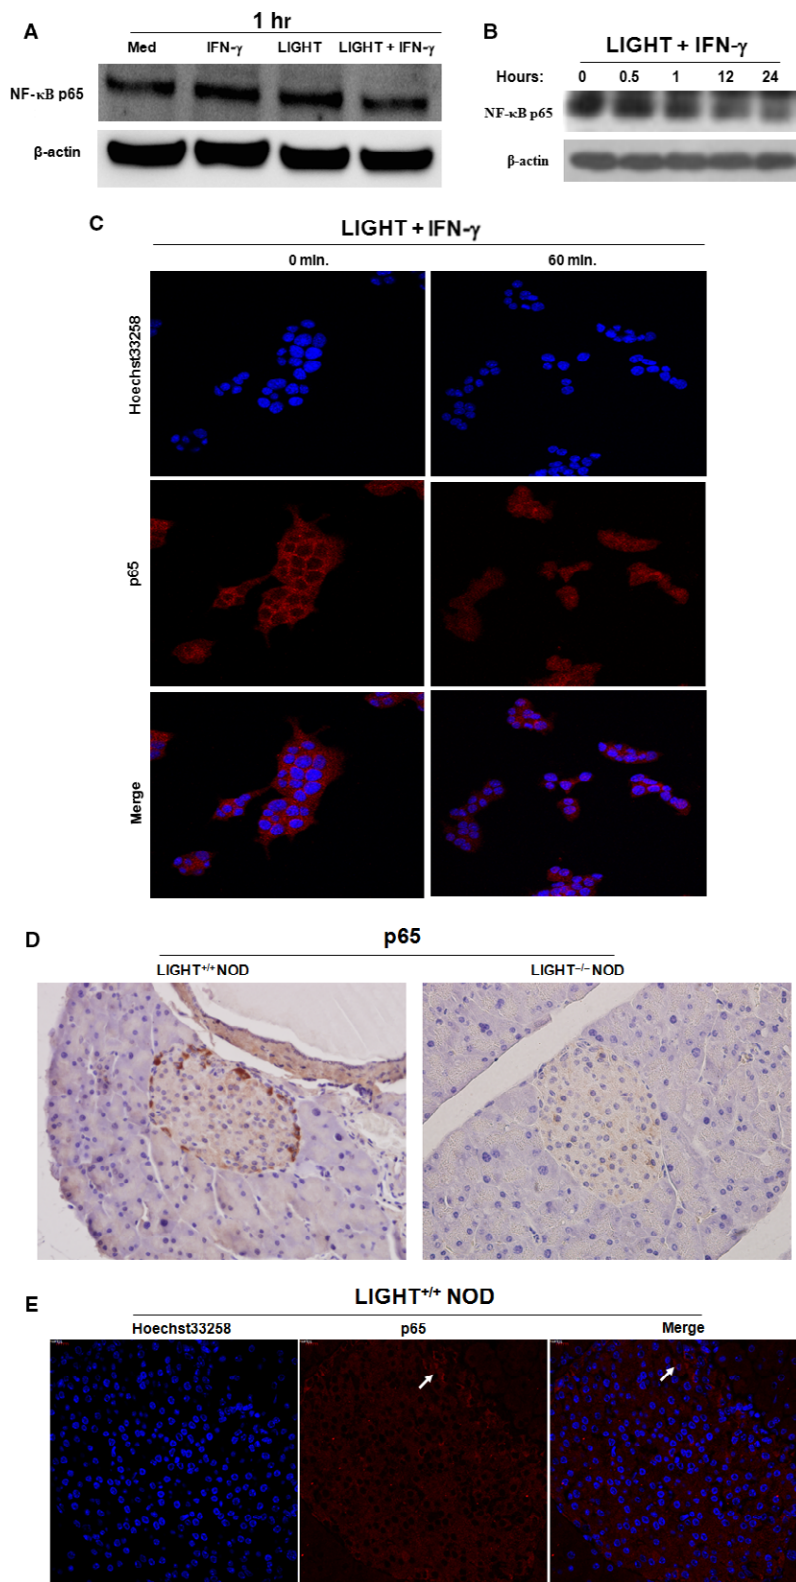 A
1 hr
Med IFN-γ LIGHT LIGHT + IFN-γ
NF-κB p65
β-actin
B
LIGHT + IFN-γ
Hours: 0 0.5 1 12 24
NF-κB p65
β-actin
C
LIGHT + IFN-γ
0 min. 60 min.
Hoechst33258
p65
Merge
D
p65
LIGHT+/+ NOD LIGHT−/− NOD
E
LIGHT+/+ NOD
Hoechst33258 p65 Merge